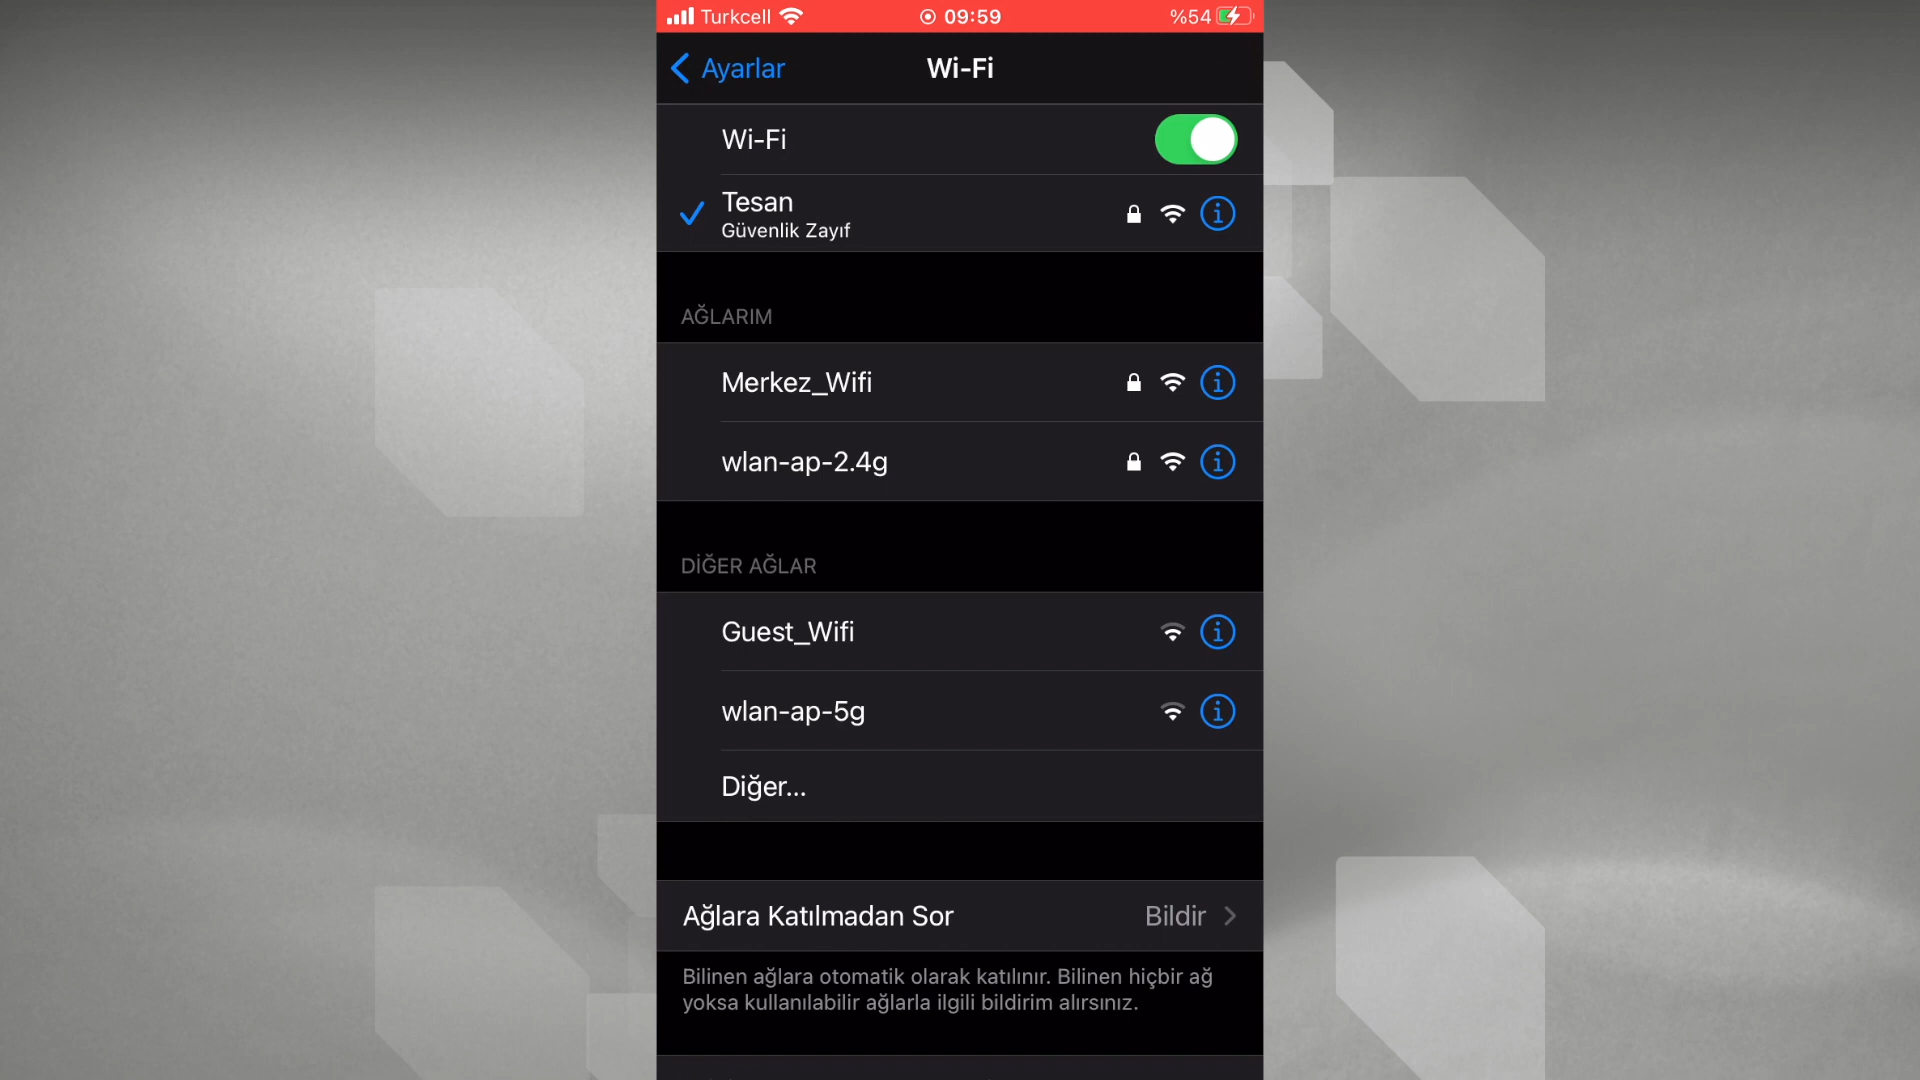 Turkcell 09:59 %54
Ayarlar Wi-Fi
Wi-Fi
Tesan
Güvenlik Zayıf
AĞLARIM
Merkez_Wifi
wlan-ap-2.4g
DİĞER AĞLAR
Guest_Wifi
wlan-ap-5g
Diğer...
Ağlara Katılmadan Sor Bildir
Bilinen ağlara otomatik olarak katılınır. Bilinen hiçbir ağ
yoksa kullanılabilir ağlarla ilgili bildirim alırsınız.